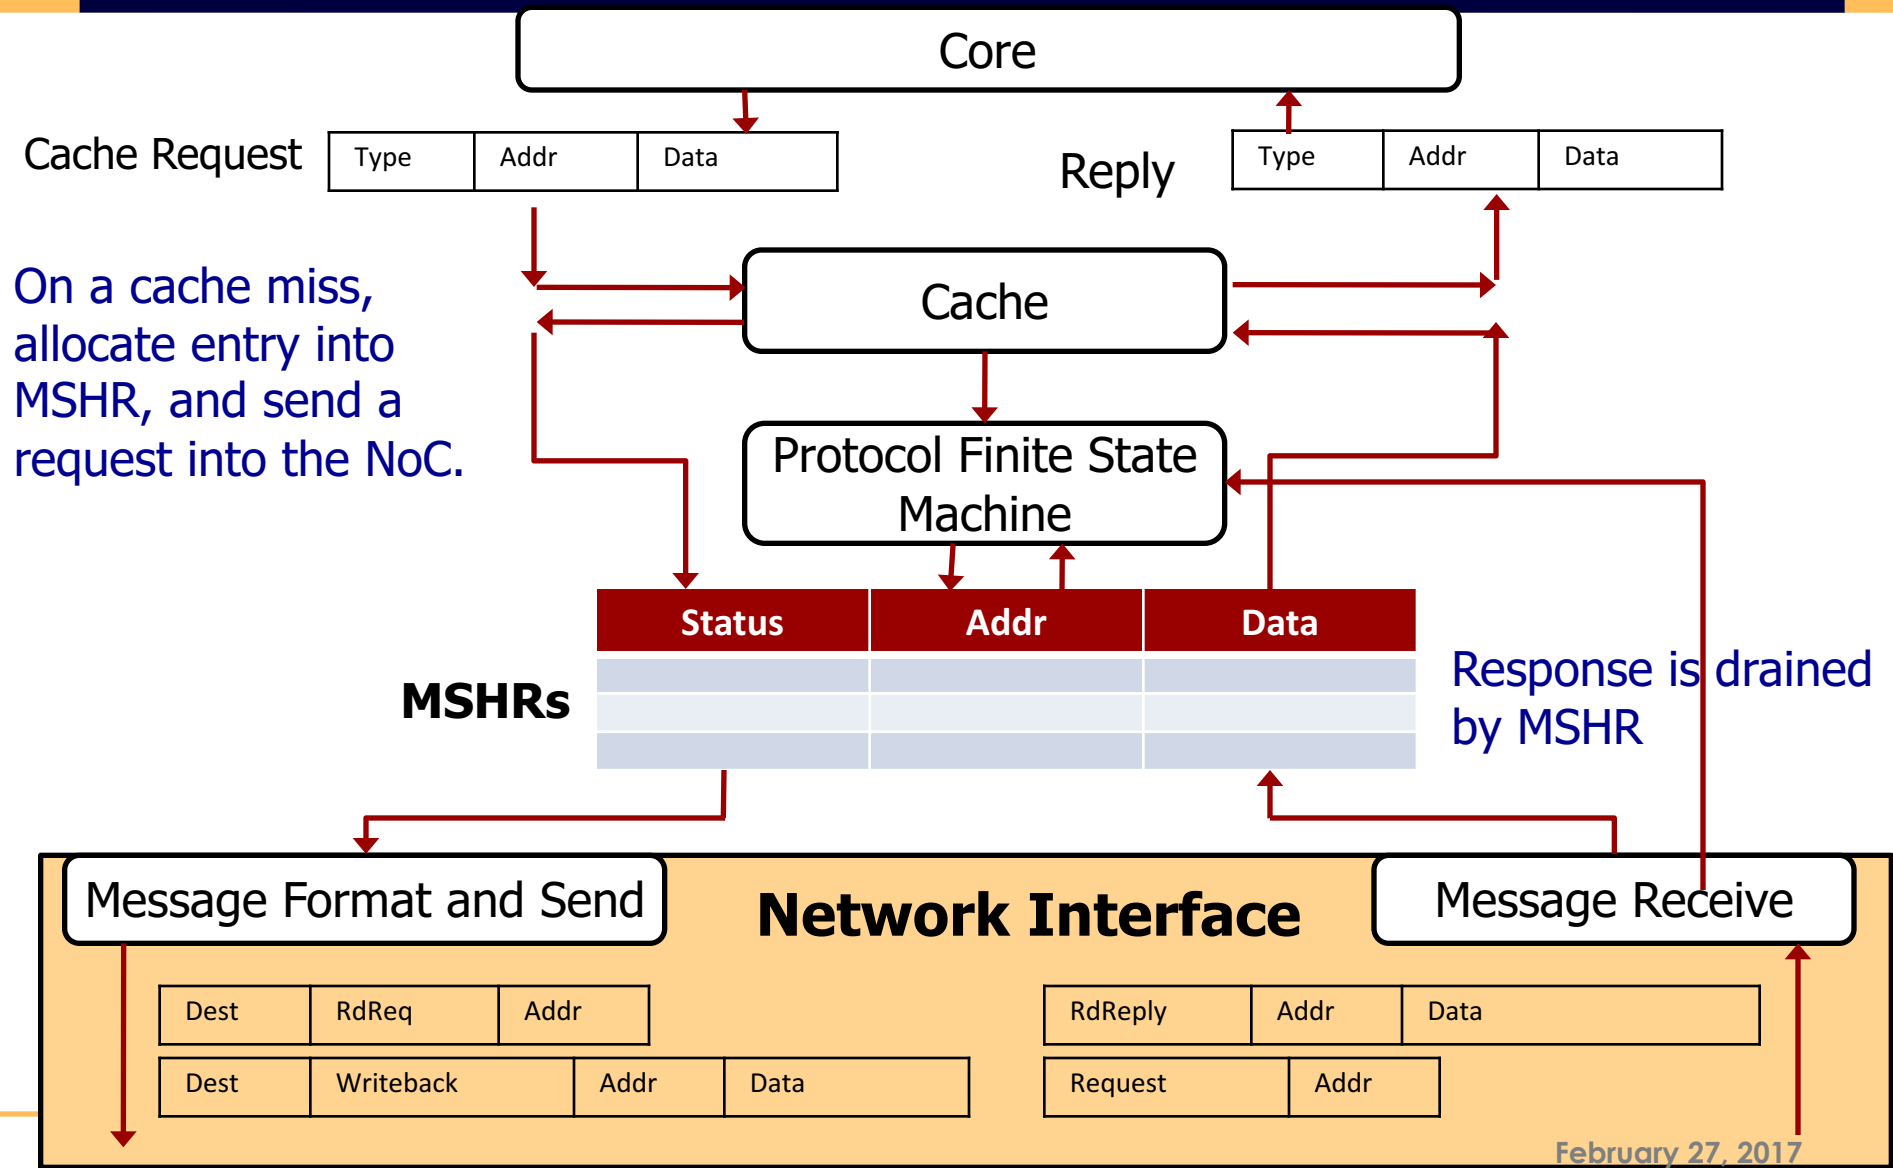 Core
Cache Request
Type Addr Data
Reply
Type Addr Data
On a cache miss,
allocate entry into
MSHR, and send a
request into the NoC.
Cache
Protocol Finite State
Machine
Status Addr Data
MSHRs
Response is drained
by MSHR
Message Format and Send
Network Interface
Message Receive
Dest RdReq Addr
RdReply Addr Data
Dest Writeback Addr Data
Request Addr
February 27, 2017